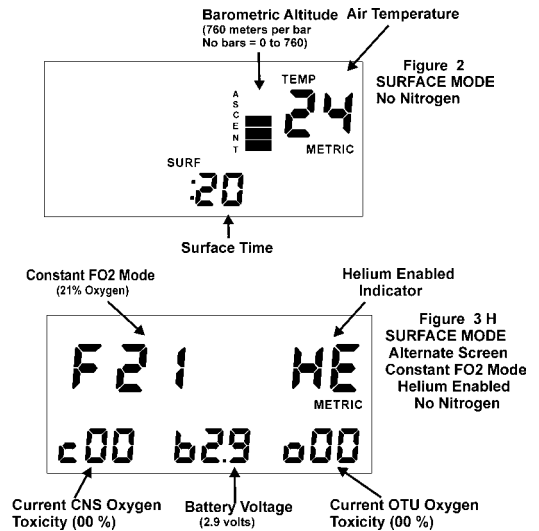 Barometric Altitude
(760 meters per bar
No bars = 0 to 760)
Air Temperature
Figure 2
SURFACE MODE
No Nitrogen
TEMP
ASCENT
24
METRIC
SURF
:20
Surface Time
Constant FO2 Mode
(21% Oxygen)
Helium Enabled
Indicator
Figure 3 H
SURFACE MODE
Alternate Screen
Constant FO2 Mode
Helium Enabled
No Nitrogen
F21
HE
METRIC
c00
b2.9
o00
Current CNS Oxygen
Toxicity (00 %)
Battery Voltage
(2.9 volts)
Current OTU Oxygen
Toxicity (00 %)